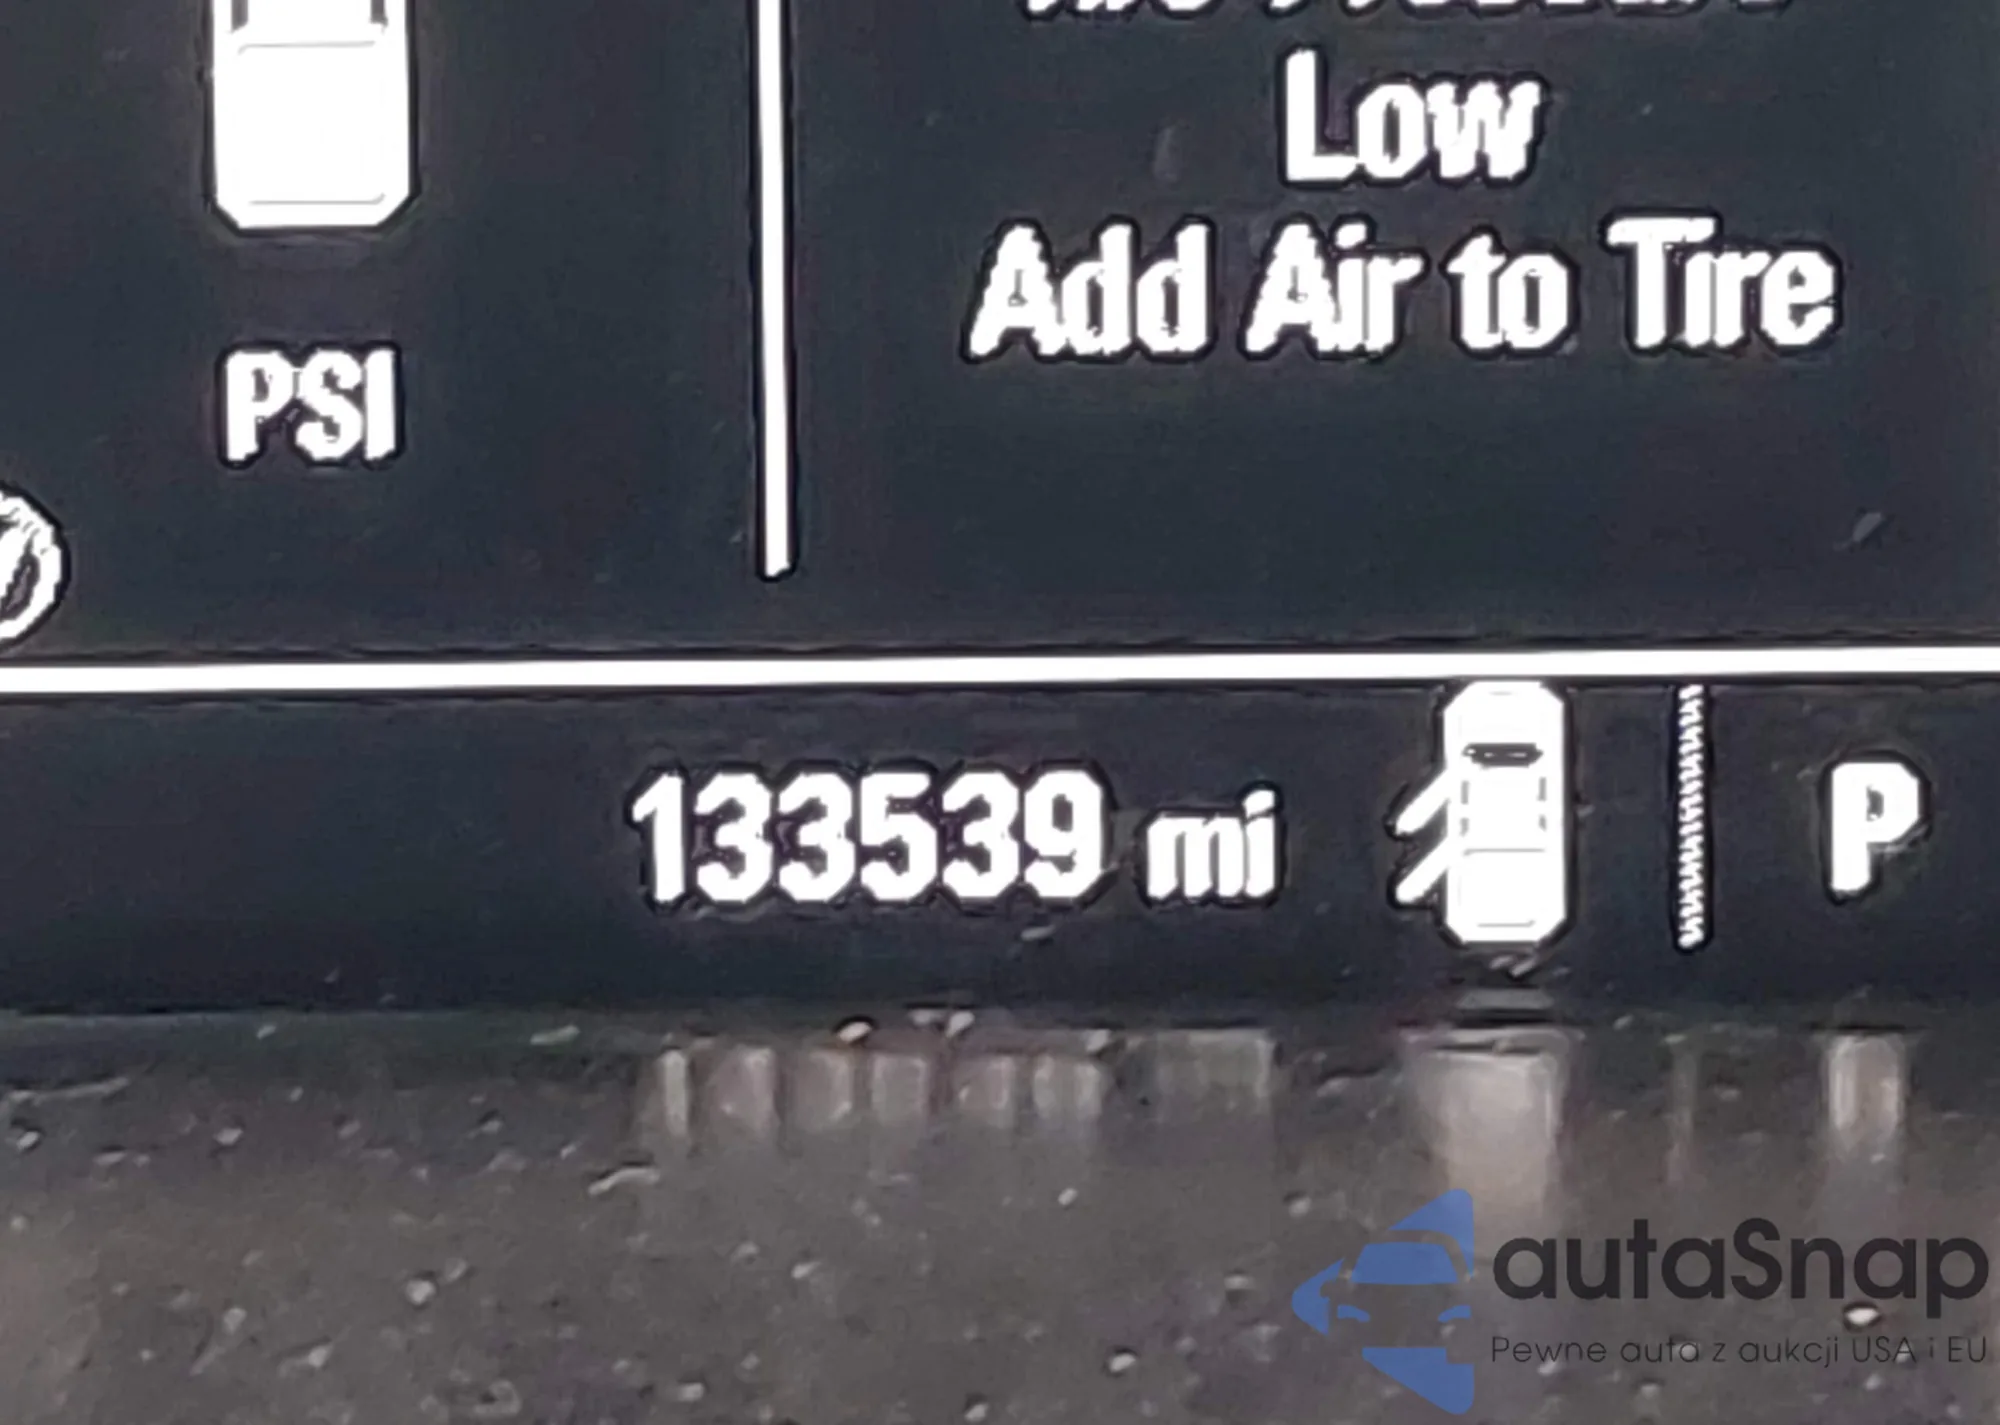 Low
Add Air to Tire
PSI
133539 mi
P
autaSnap
Pewne auta z aukcji USA i EU